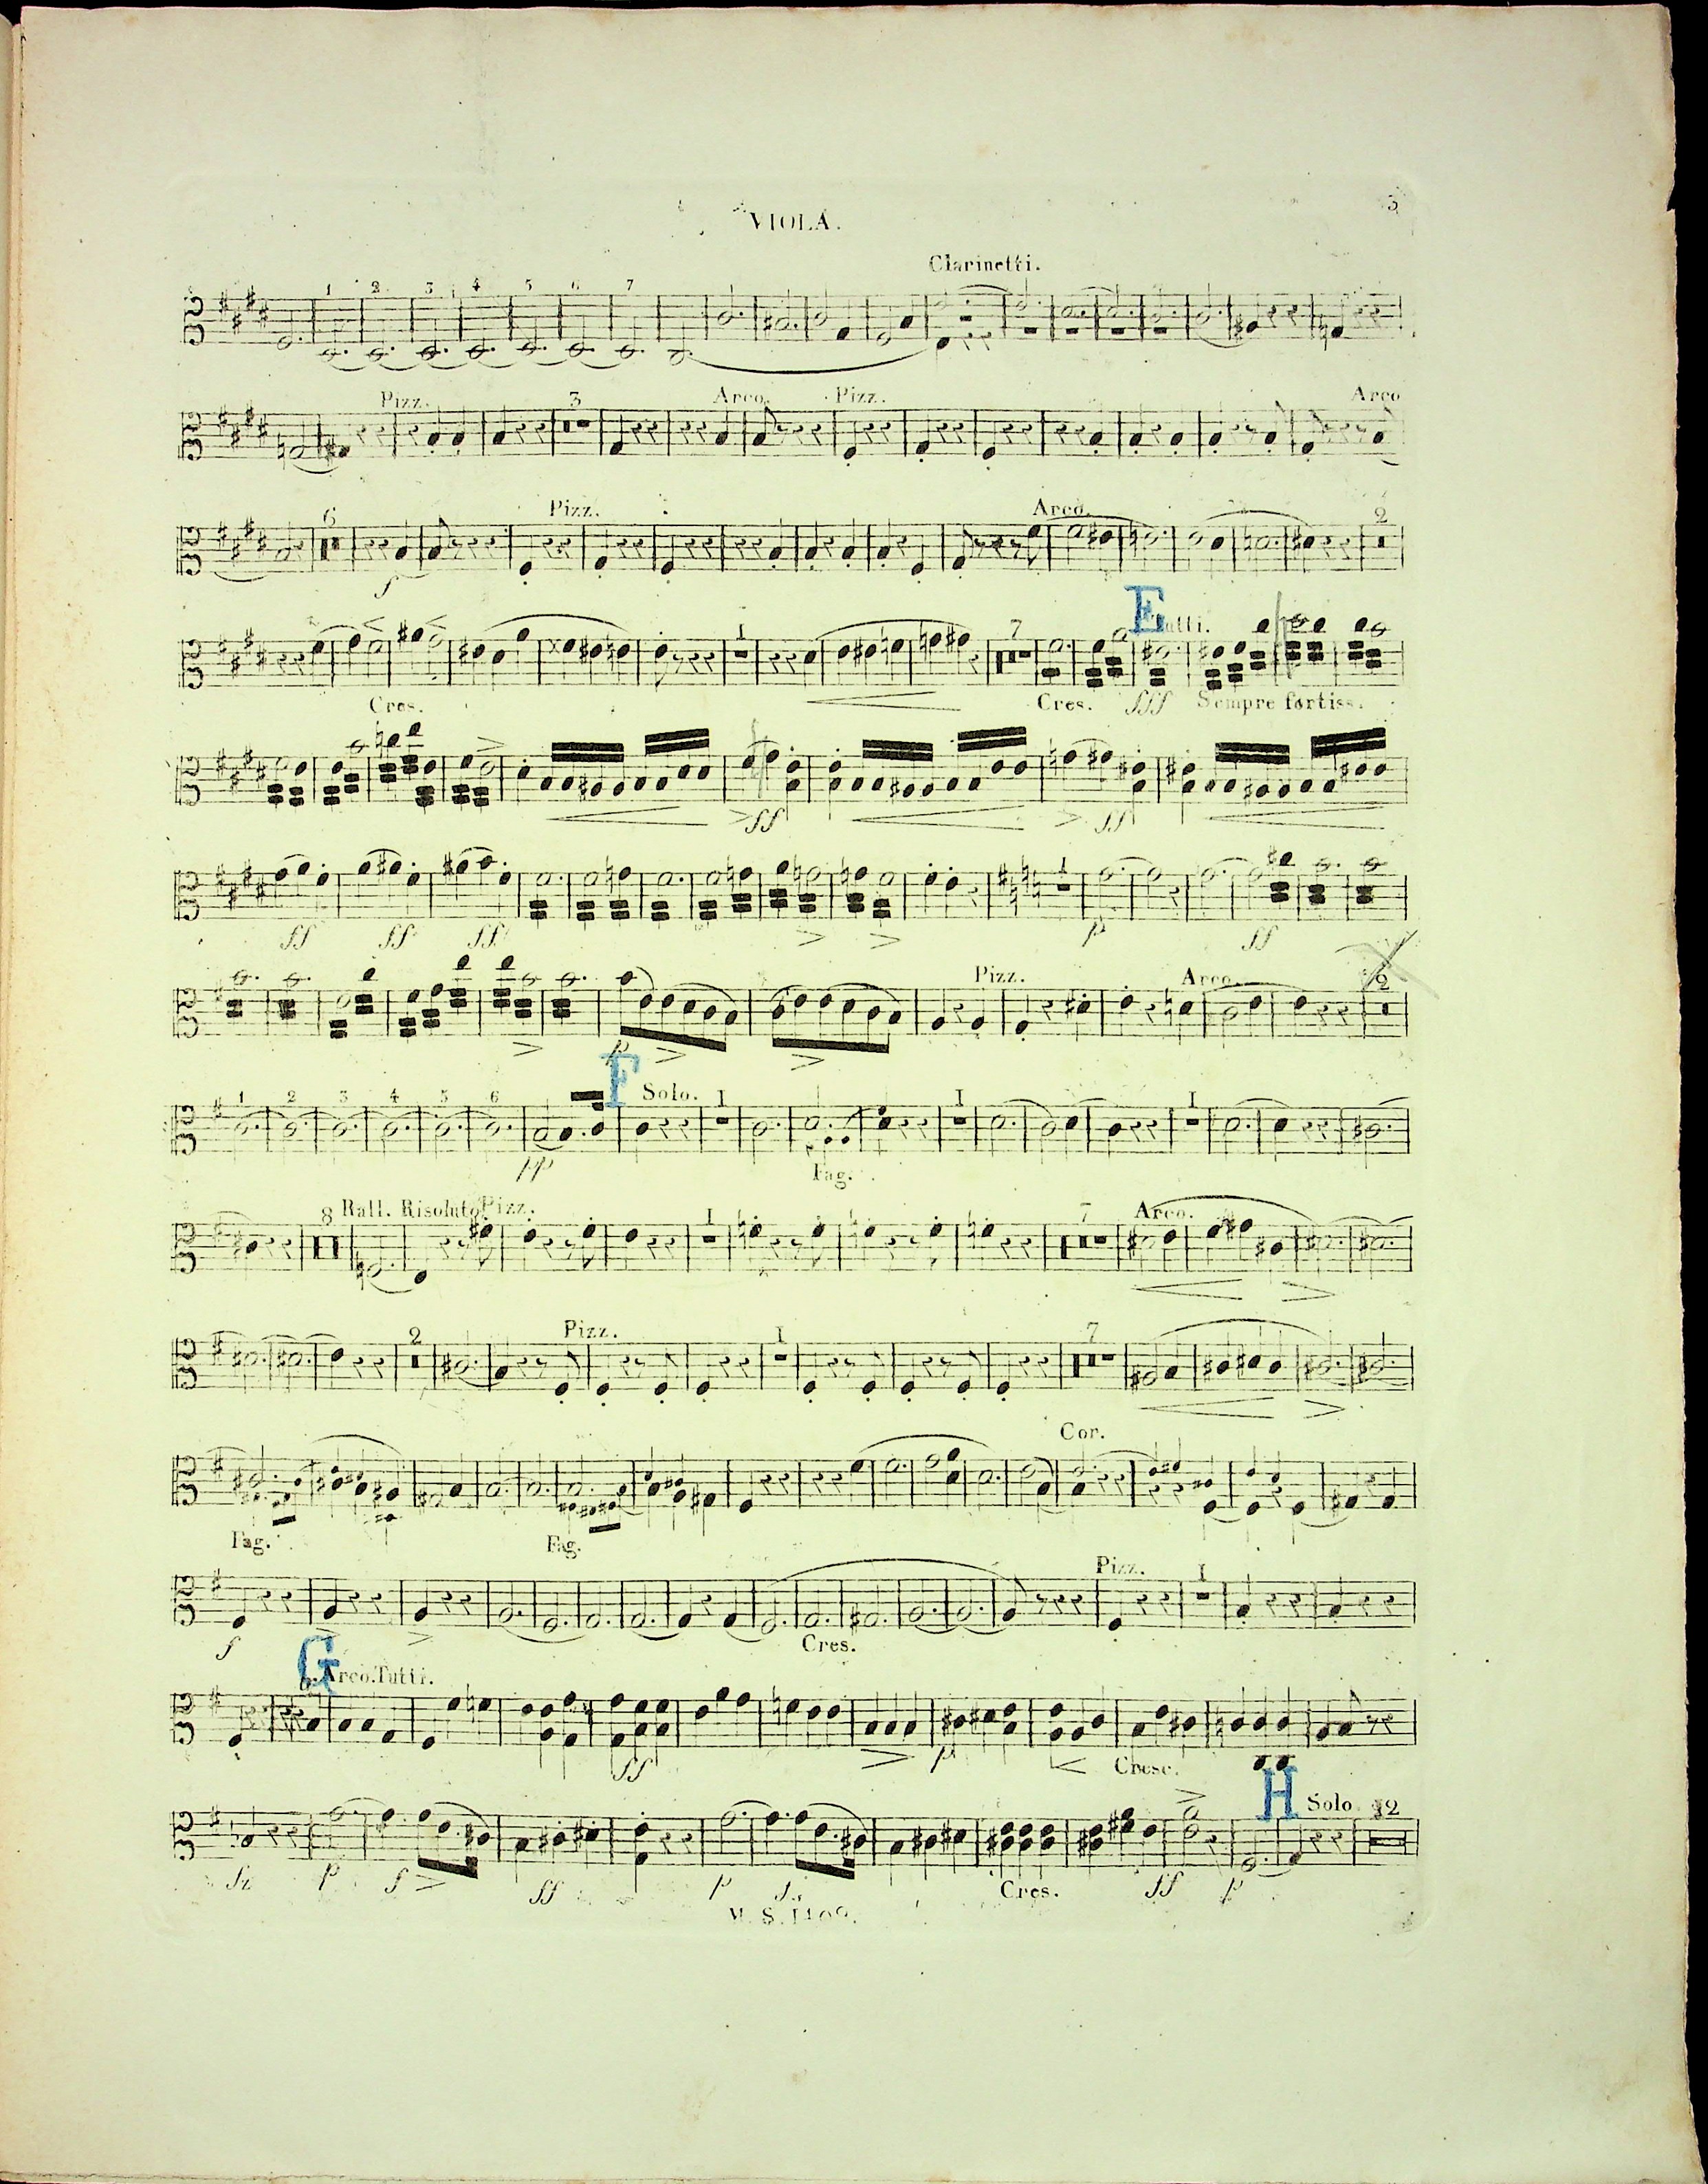 3
VIOLA.
Clarinetti.
1 2 3 4 5 6 7
Pizz. 3 Arco. Pizz. Arco
6 Pizz. Arco. 2
E
1 7 Tutti.
Cres. Cres. fff Sempre fortiss.
ff ff
1
ff ff ff p ff
Pizz. Arco. 2
p
F
1 2 3 4 5 6 Solo. 1 1 1
pp Fag.
8 Rall. Risoluto Pizz. 1 7 Arco.
2 Pizz. 1 7
Cor.
Fag. Fag.
Pizz. 1
f Cres.
G
Arco. Tutti.
ff p Cresc.
H
Solo 12
fz p f ff p f Cres. ff p
M. S. 1409.